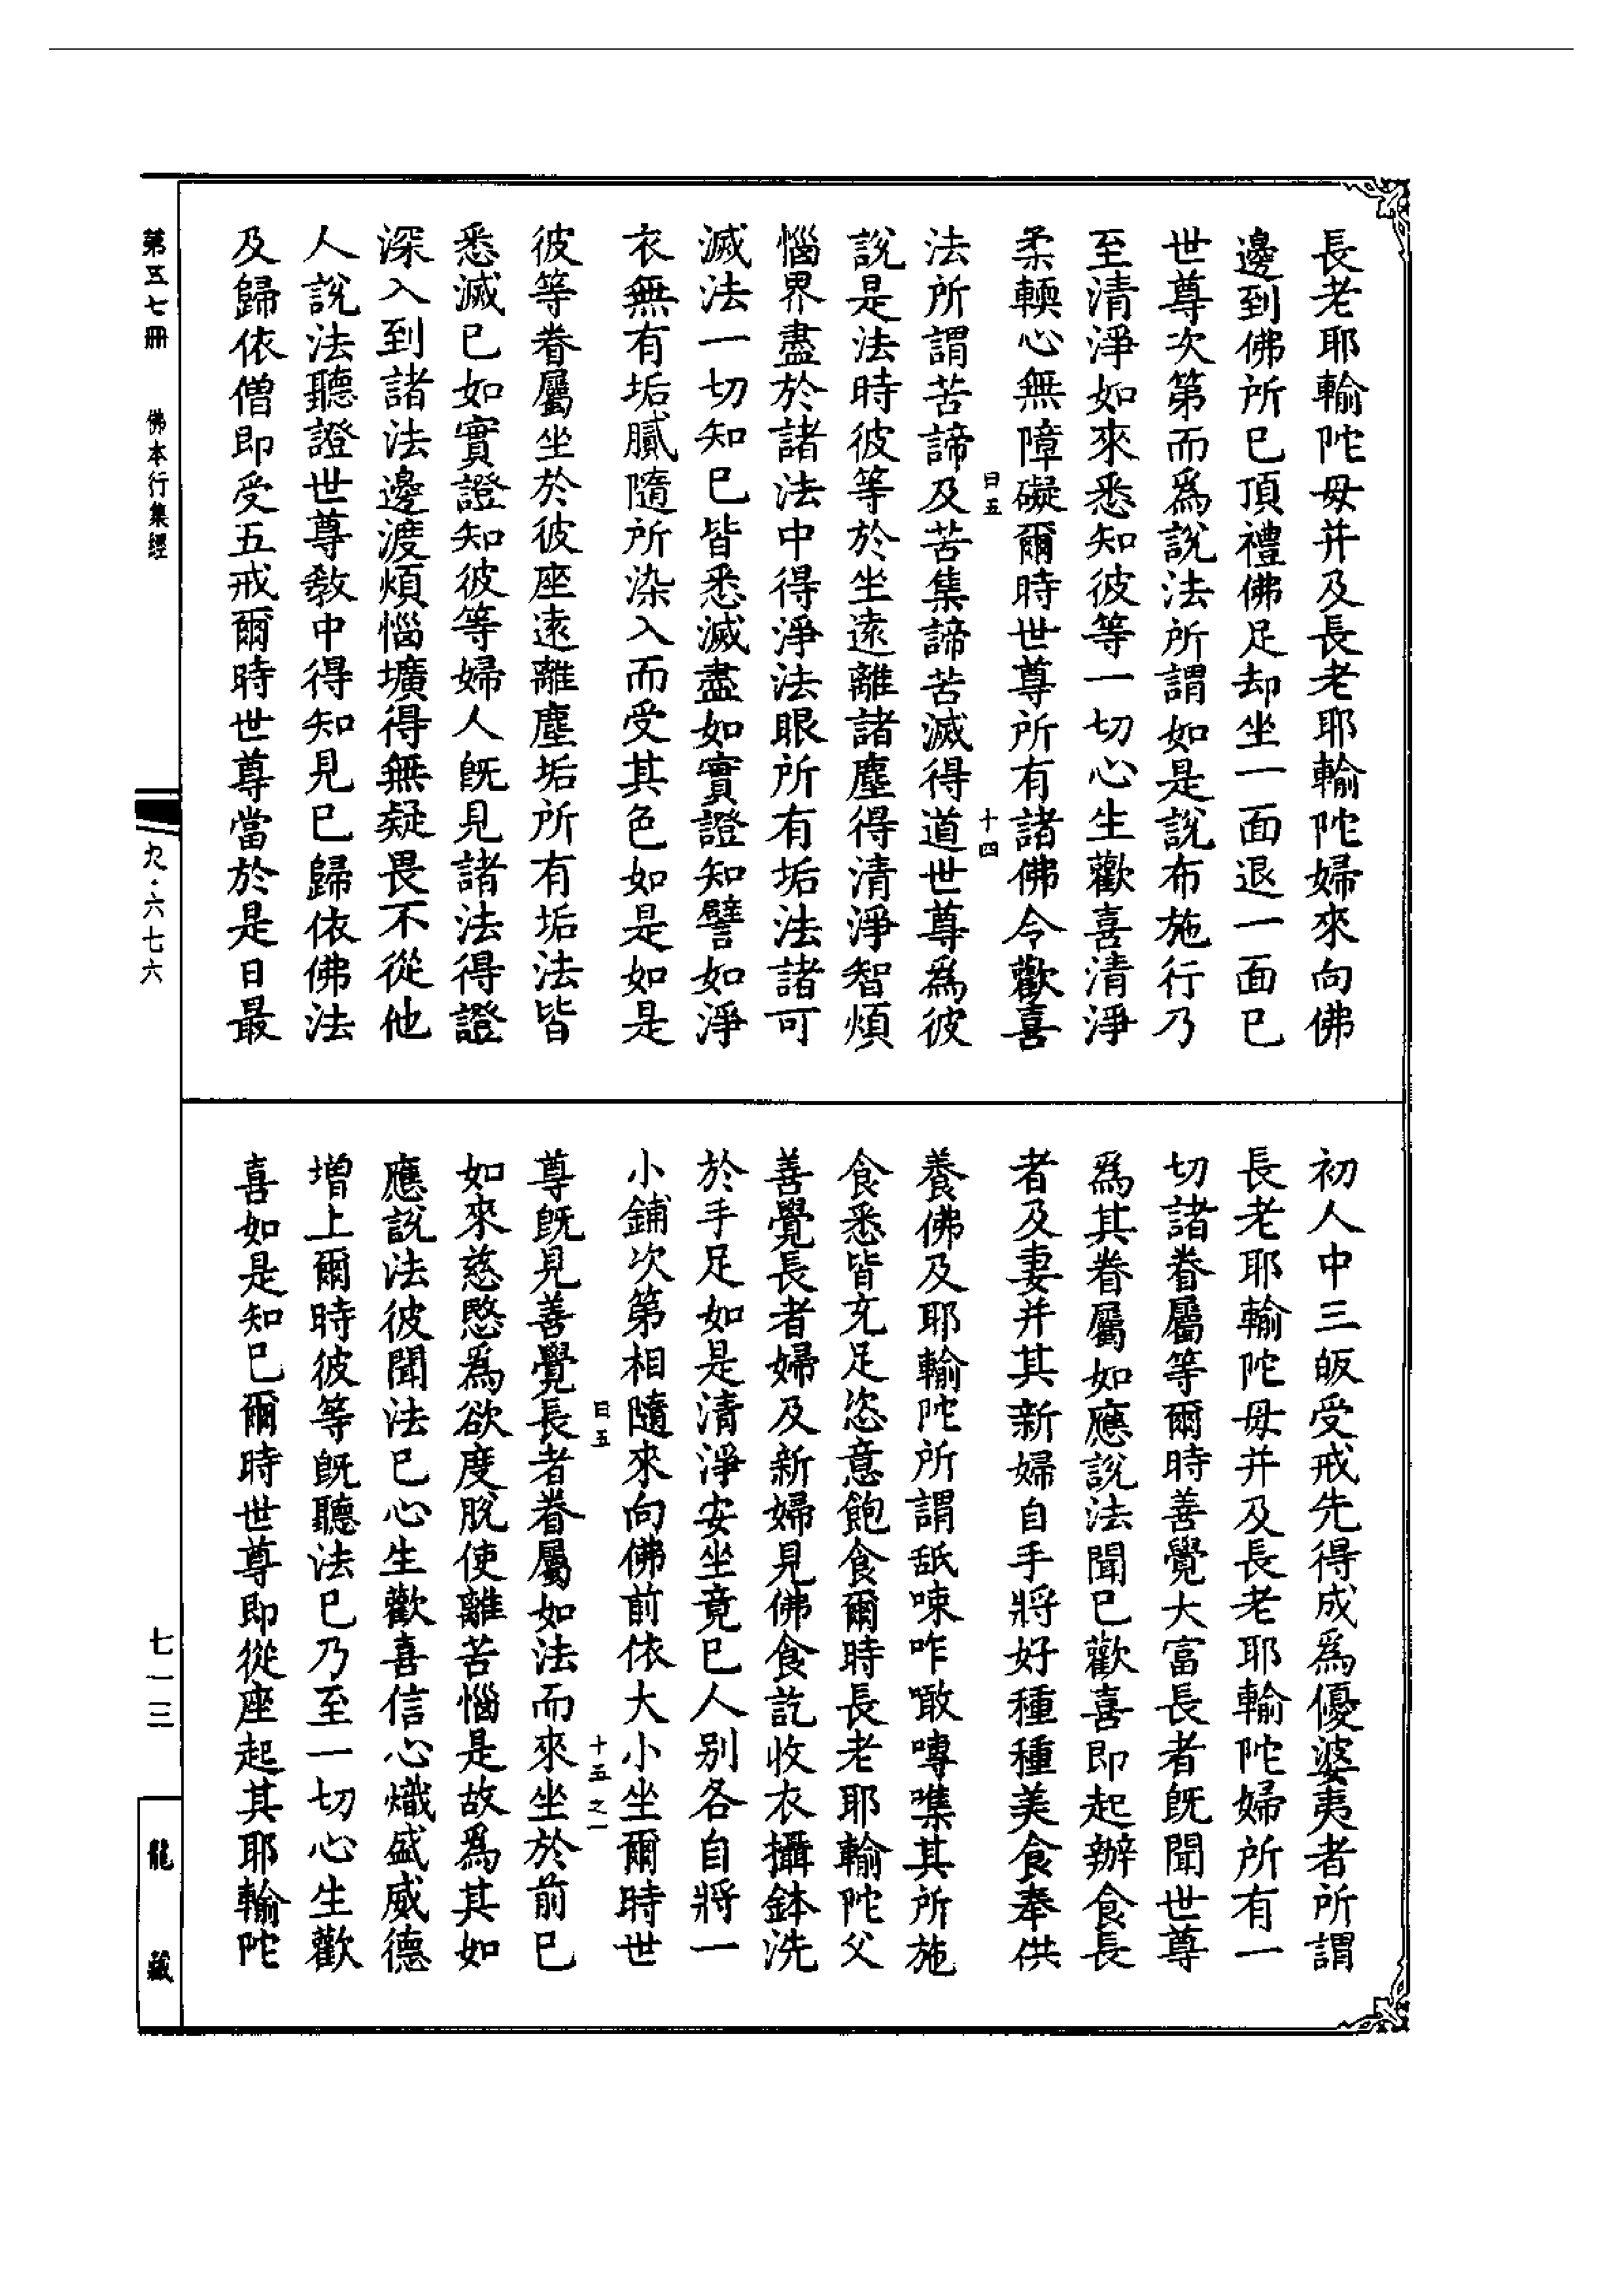 長老耶輸陀母并及長老耶輸陀婦來向佛
邊到佛所已頂禮佛足却坐一面退一面已
世尊次第而爲說法所謂如是說布施行乃
至清淨如來悉知彼等一切心生歡喜清淨
柔輭心無障礙爾時世尊所有諸佛令歡喜
曰五
十四
法所謂苦諦及苦集諦苦滅得道世尊爲彼
說是法時彼等於坐遠離諸塵得清淨智煩
惱界盡於諸法中得淨法眼所有垢法諸可
滅法一切知已皆悉滅盡如實證知譬如淨
衣無有垢膩隨所染入而受其色如是如是
彼等眷屬坐於彼座遠離塵垢所有垢法皆
悉滅已如實證知彼等婦人旣見諸法得證
深入到諸法邊渡煩惱壙得無疑畏不從他
人說法聽證世尊教中得知見已歸依佛法
及歸依僧即受五戒爾時世尊當於是日最
初人中三皈受戒先得成爲優婆夷者所謂
長老耶輸陀母并及長老耶輸陀婦所有一
切諸眷屬等爾時善覺大富長者旣聞世尊
爲其眷屬如應說法聞已歡喜即起辦食長
者及妻并其新婦自手將好種種美食奉供
養佛及耶輸陀所謂舐唻咋噉嘑噍其所施
食悉皆充足恣意飽食爾時長老耶輸陀父
善覺長者婦及新婦見佛食訖收衣攝鉢洗
於手足如是清淨安坐竟已人別各自將一
小鋪次第相隨來向佛前依大小坐爾時世
曰五
十五之一
尊旣見善覺長者眷屬如法而來坐於前已
如來慈愍爲欲度脫使離苦惱是故爲其如
應說法彼聞法已心生歡喜信心熾盛威德
增上爾時彼等旣聽法已乃至一切心生歡
喜如是知已爾時世尊即從座起其耶輸陀
第五七冊
佛本行集經
九·六七六
七一三
龍藏